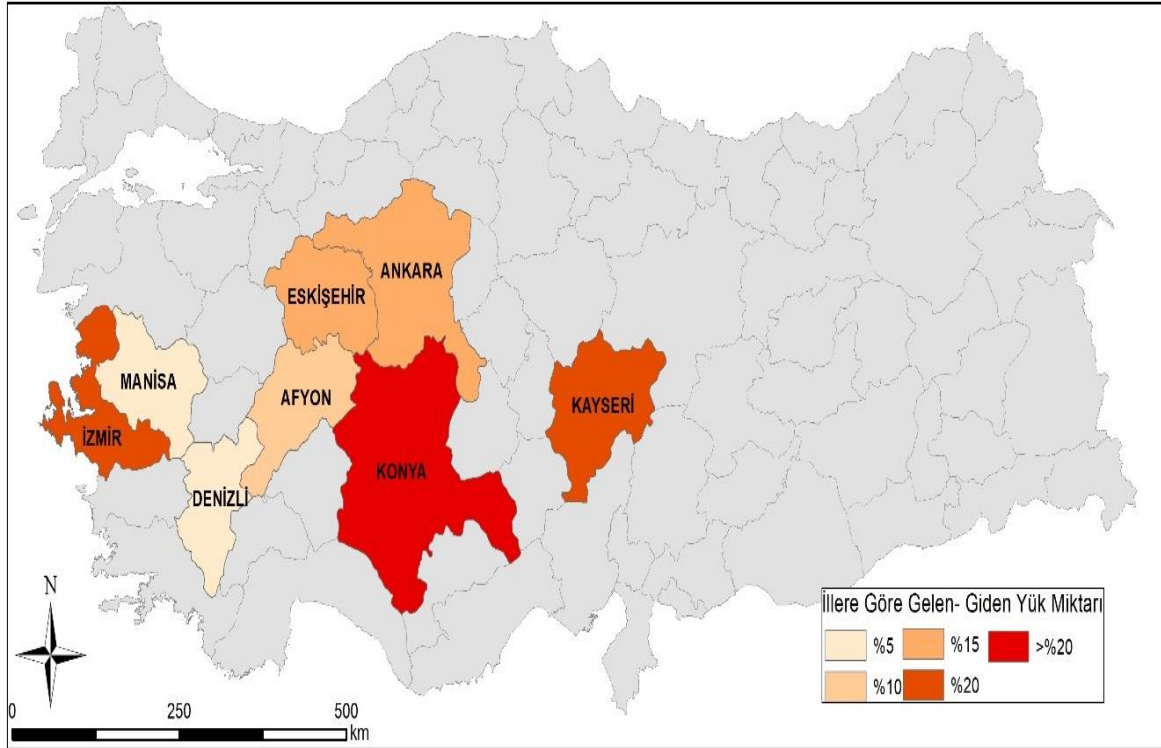 ANKARA
ESKİŞEHİR
MANİSA
AFYON
KAYSERİ
İZMİR
KONYA
DENİZLİ
N
İllere Göre Gelen- Giden Yük Miktarı
%5 %15 >%20
%10 %20
0 250 500
km